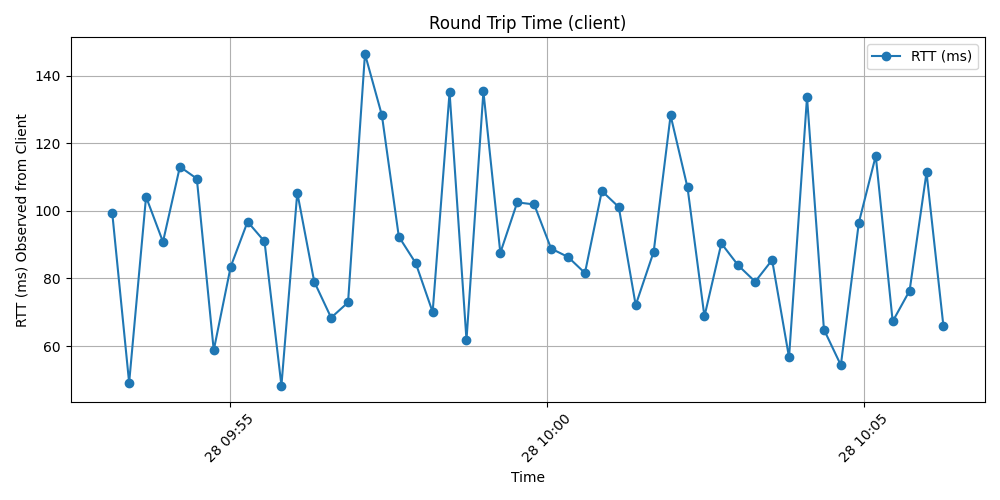 Round Trip Time (client)
RTT (ms)
RTT (ms) Observed from Client
140
120
100
80
60
28 09:55
28 10:00
28 10:05
Time